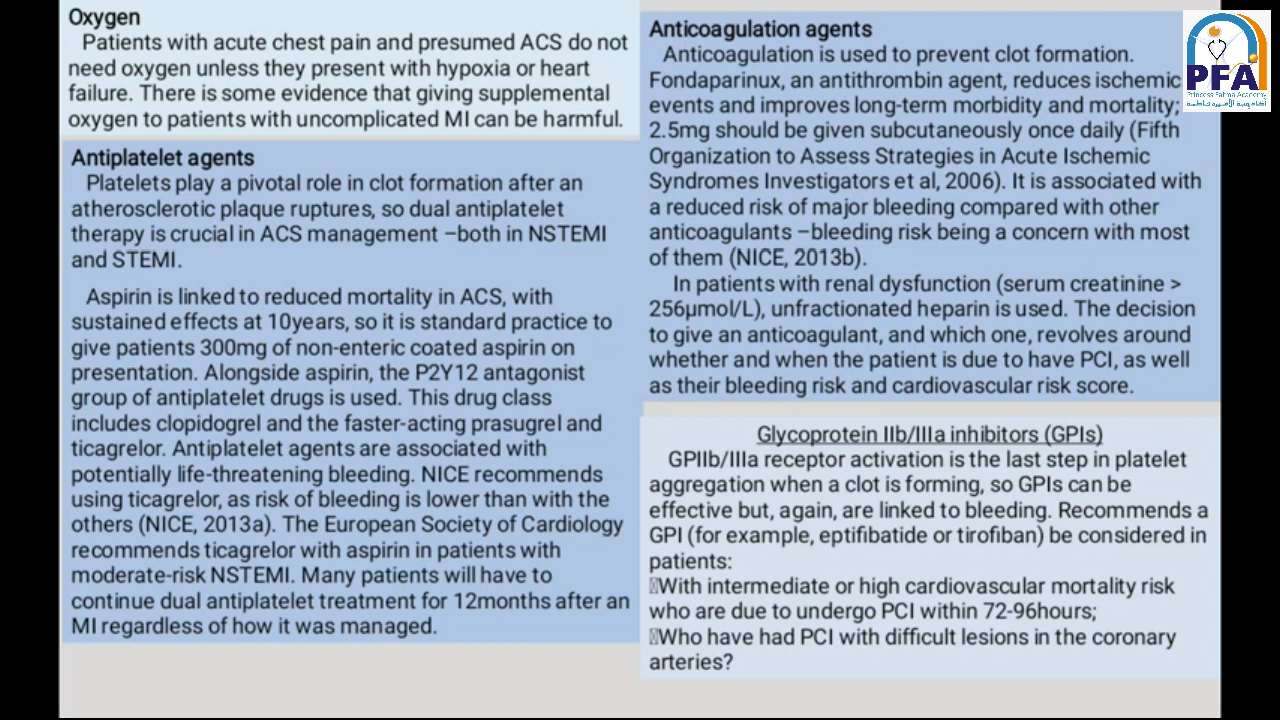 Oxygen
Patients with acute chest pain and presumed ACS do not
need oxygen unless they present with hypoxia or heart
failure. There is some evidence that giving supplemental
oxygen to patients with uncomplicated MI can be harmful.
Antiplatelet agents
Platelets play a pivotal role in clot formation after an
atherosclerotic plaque ruptures, so dual antiplatelet
therapy is crucial in ACS management –both in NSTEMI
and STEMI.
Aspirin is linked to reduced mortality in ACS, with
sustained effects at 10years, so it is standard practice to
give patients 300mg of non-enteric coated aspirin on
presentation. Alongside aspirin, the P2Y12 antagonist
group of antiplatelet drugs is used. This drug class
includes clopidogrel and the faster-acting prasugrel and
ticagrelor. Antiplatelet agents are associated with
potentially life-threatening bleeding. NICE recommends
using ticagrelor, as risk of bleeding is lower than with the
others (NICE, 2013a). The European Society of Cardiology
recommends ticagrelor with aspirin in patients with
moderate-risk NSTEMI. Many patients will have to
continue dual antiplatelet treatment for 12months after an
MI regardless of how it was managed.
Anticoagulation agents
Anticoagulation is used to prevent clot formation.
Fondaparinux, an antithrombin agent, reduces ischemic
events and improves long-term morbidity and mortality;
2.5mg should be given subcutaneously once daily (Fifth
Organization to Assess Strategies in Acute Ischemic
Syndromes Investigators et al, 2006). It is associated with
a reduced risk of major bleeding compared with other
anticoagulants –bleeding risk being a concern with most
of them (NICE, 2013b).
In patients with renal dysfunction (serum creatinine >
256µmol/L), unfractionated heparin is used. The decision
to give an anticoagulant, and which one, revolves around
whether and when the patient is due to have PCI, as well
as their bleeding risk and cardiovascular risk score.
Glycoprotein IIb/IIIa inhibitors (GPIs)
GPIIb/IIIa receptor activation is the last step in platelet
aggregation when a clot is forming, so GPIs can be
effective but, again, are linked to bleeding. Recommends a
GPI (for example, eptifibatide or tirofiban) be considered in
patients:
With intermediate or high cardiovascular mortality risk
who are due to undergo PCI within 72-96hours;
Who have had PCI with difficult lesions in the coronary
arteries?
PFA
Princess Fatma Academy
أكاديمية الأميرة فاطمة